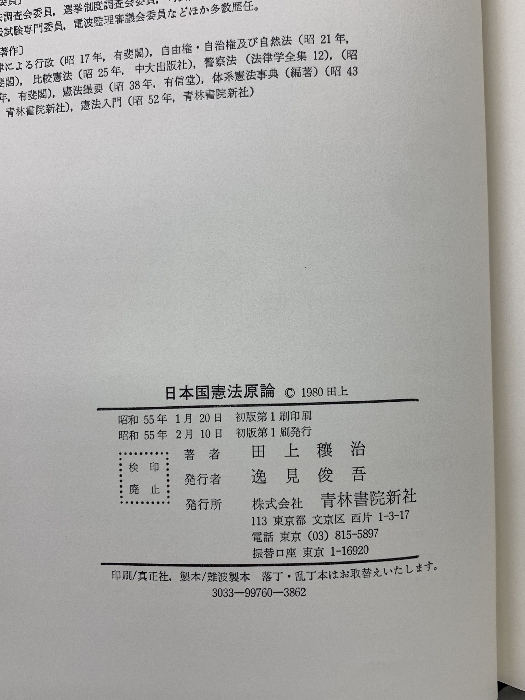 調査会委員，選挙制度調査会委員，
試験専門委員，電波監理審議会委員などほか多数歴任。
著作］
による行政（昭 17 年，有斐閣），自由権・自治権及び自然法（昭 21 年，
閣），比較憲法（昭 25 年，中大出版社），警察法（法律学全集 12），（昭
年，有斐閣），憲法撮要（昭 38 年，有信堂），体系憲法事典（編著）（昭 43
青林書院新社），憲法入門（昭 52 年，青林書院新社）
日本国憲法原論 © 1980 田上
昭和 55 年 1 月 20 日 初版第 1 刷印刷
昭和 55 年 2 月 10 日 初版第 1 刷発行
検印
廃止
著者 田上穣治
発行者 逸見俊吾
発行所 株式会社 青林書院新社
113 東京都 文京区 西片 1-3-17
電話 東京 (03) 815-5897
振替口座 東京 1-16920
印刷/真正社，製本/難波製本 落丁・乱丁本はお取替えいたします。
3033-99760-3862